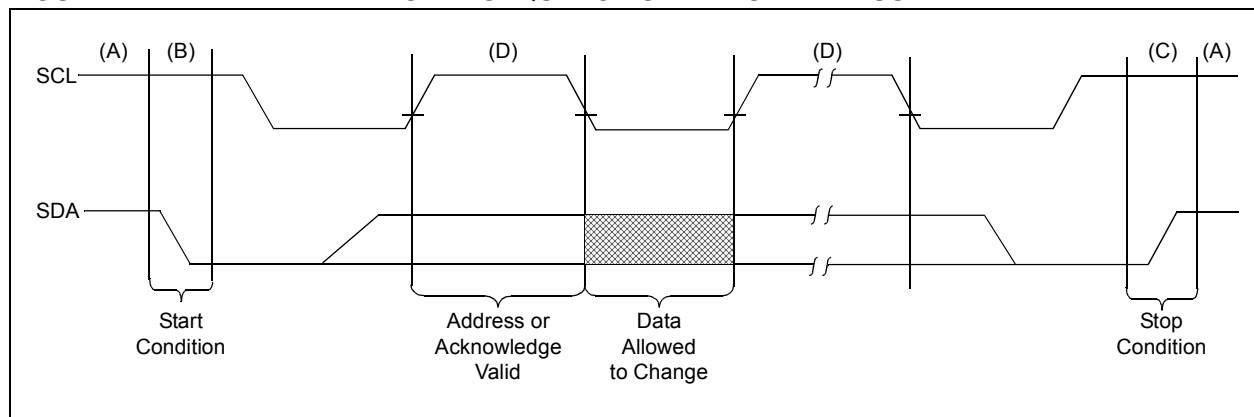 (A) (B) (D) (D) (C) (A)
SCL
SDA
Start
Condition
Address or
Acknowledge
Valid
Data
Allowed
to Change
Stop
Condition